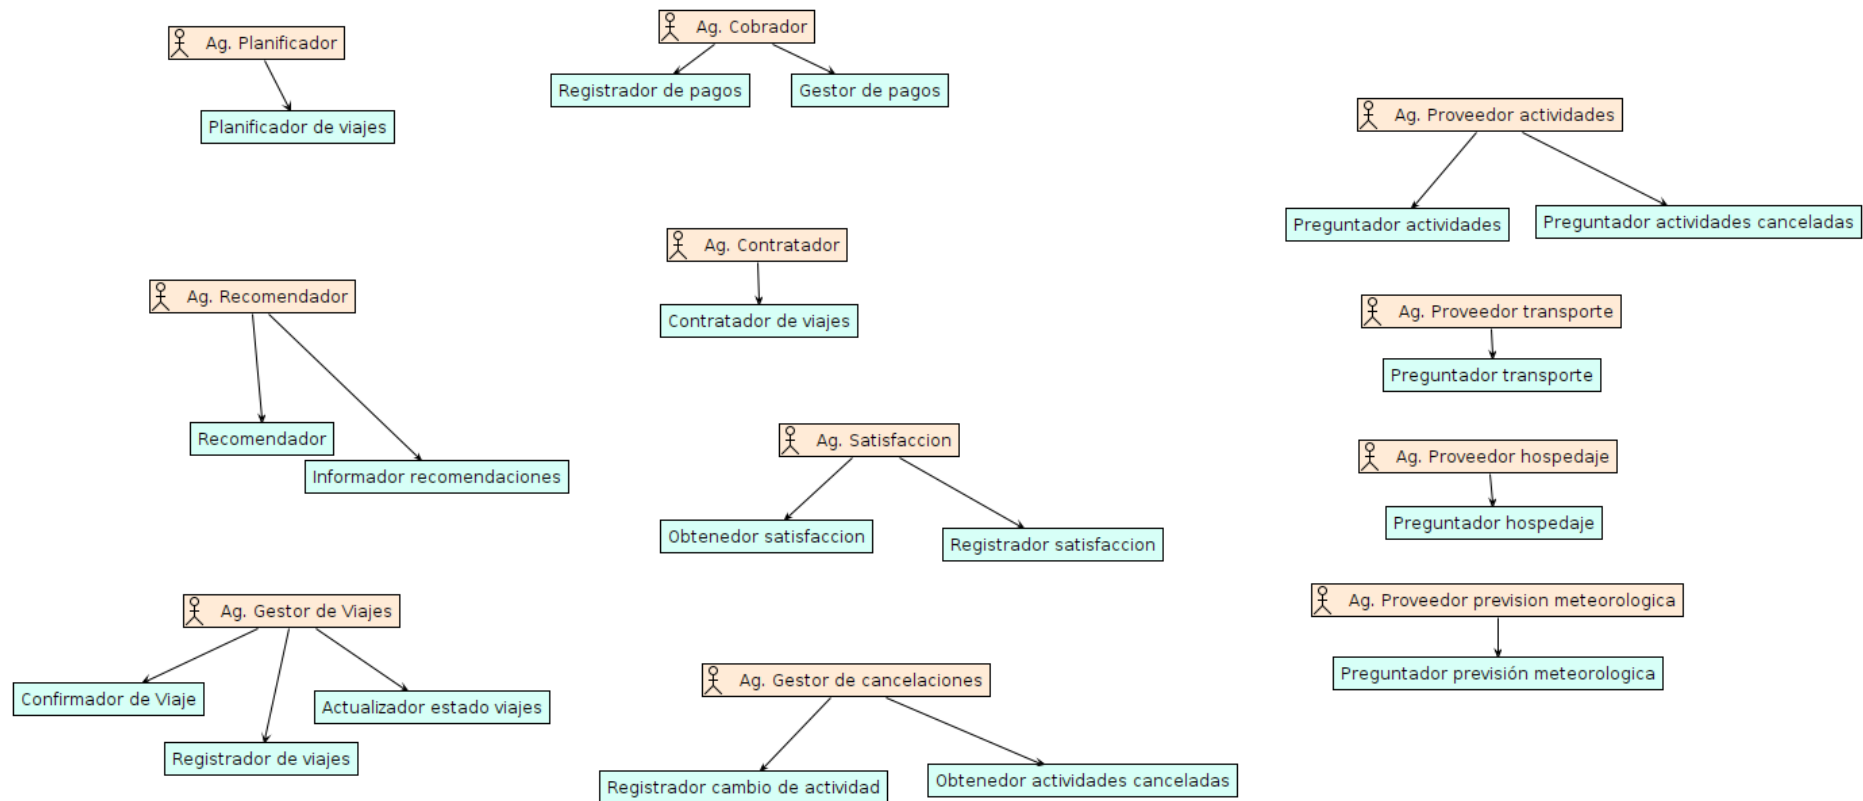 Ag. Planificador
Planificador de viajes
Ag. Cobrador
Registrador de pagos
Gestor de pagos
Ag. Proveedor actividades
Preguntador actividades
Preguntador actividades canceladas
Ag. Contratador
Contratador de viajes
Ag. Recomendador
Recomendador
Informador recomendaciones
Ag. Proveedor transporte
Preguntador transporte
Ag. Satisfaccion
Obtenedor satisfaccion
Registrador satisfaccion
Ag. Proveedor hospedaje
Preguntador hospedaje
Ag. Gestor de Viajes
Confirmador de Viaje
Actualizador estado viajes
Registrador de viajes
Ag. Proveedor prevision meteorologica
Preguntador previsión meteorologica
Ag. Gestor de cancelaciones
Registrador cambio de actividad
Obtenedor actividades canceladas